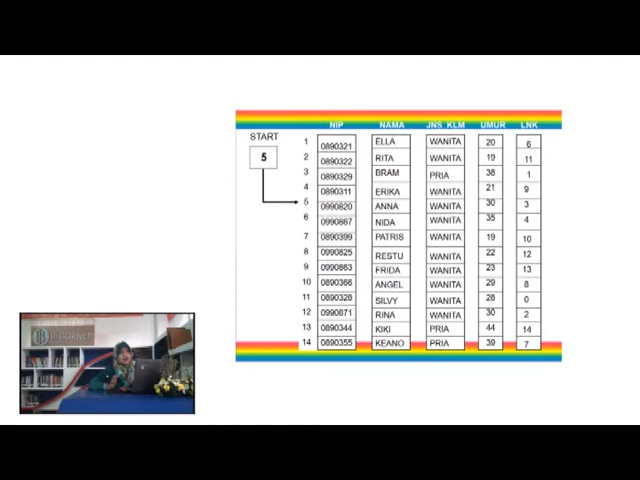 NIP NAMA JNS KLM UMUR LNK
START
5
1 0890321 ELLA WANITA 20 6
2 0890322 RITA WANITA 19 11
3 0890329 BRAM PRIA 38 1
4 0890311 ERIKA WANITA 21 9
5 0990820 ANNA WANITA 30 3
6 0990867 NIDA WANITA 35 4
7 0890399 PATRIS WANITA 19 10
8 0990825 RESTU WANITA 22 12
9 0990863 FRIDA WANITA 23 13
10 0890366 ANGEL WANITA 29 8
11 0890328 SILVY WANITA 28 0
12 0990871 RINA WANITA 30 2
13 0890344 KIKI PRIA 44 14
14 0890355 KEANO PRIA 39 7
CORNER